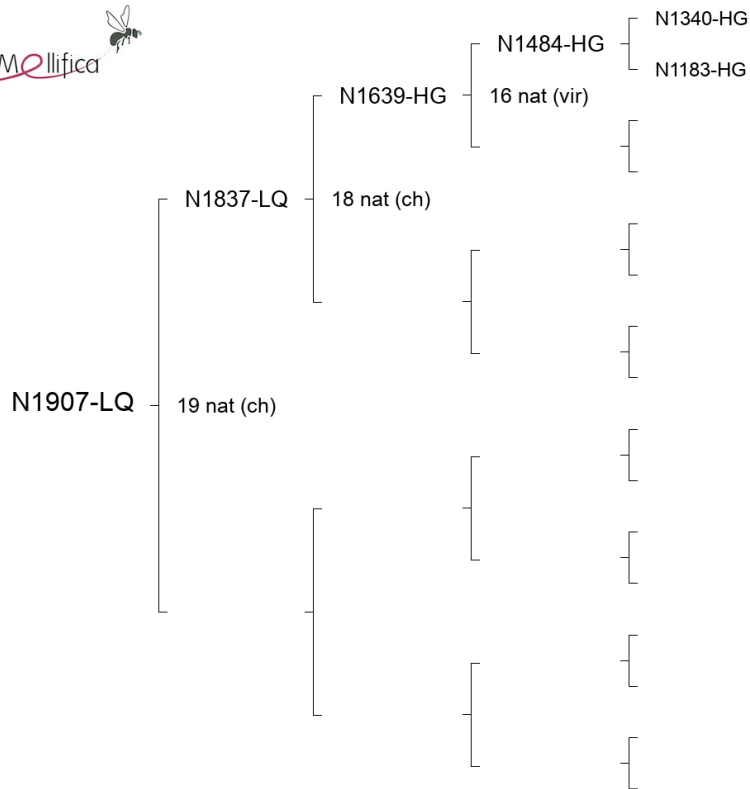 N1340-HG
Mellifica
N1484-HG
N1183-HG
N1639-HG
16 nat (vir)
N1837-LQ
18 nat (ch)
N1907-LQ
19 nat (ch)